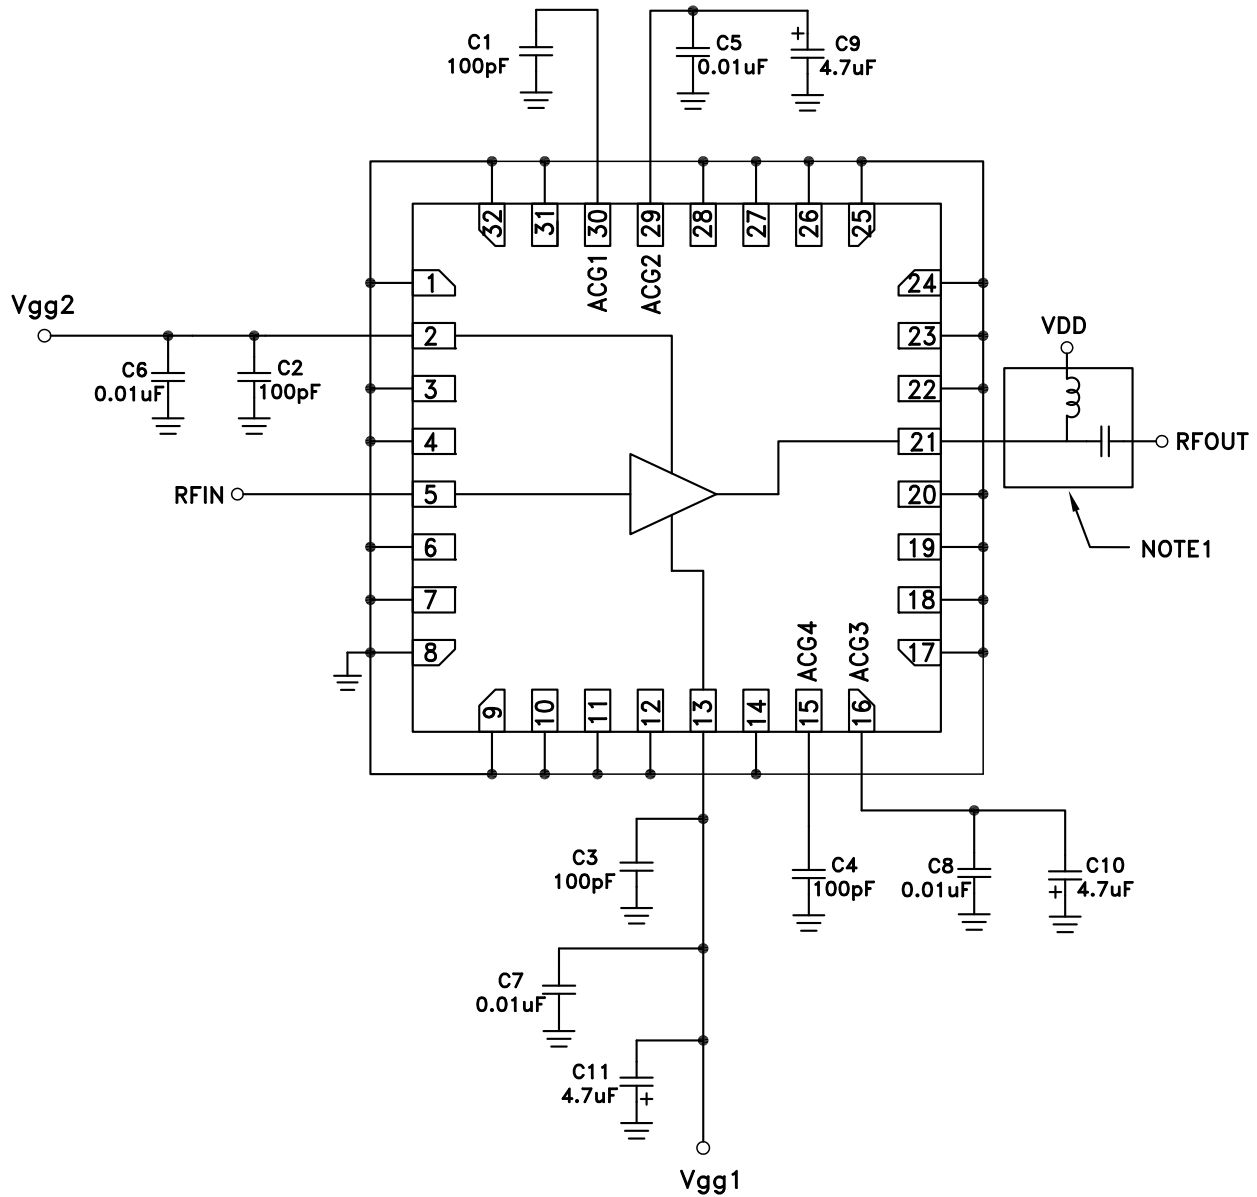 C1
100pF
C5
0.01uF
+
C9
4.7uF
32
31
30
29
28
27
26
25
ACG1
ACG2
1
2
3
4
5
6
7
8
24
23
22
21
20
19
18
17
Vgg2
C6
0.01uF
C2
100pF
RFIN
VDD
RFOUT
NOTE1
ACG4
ACG3
9
10
11
12
13
14
15
16
C3
100pF
C4
100pF
C8
0.01uF
C10
+ 4.7uF
C7
0.01uF
C11
4.7uF +
Vgg1